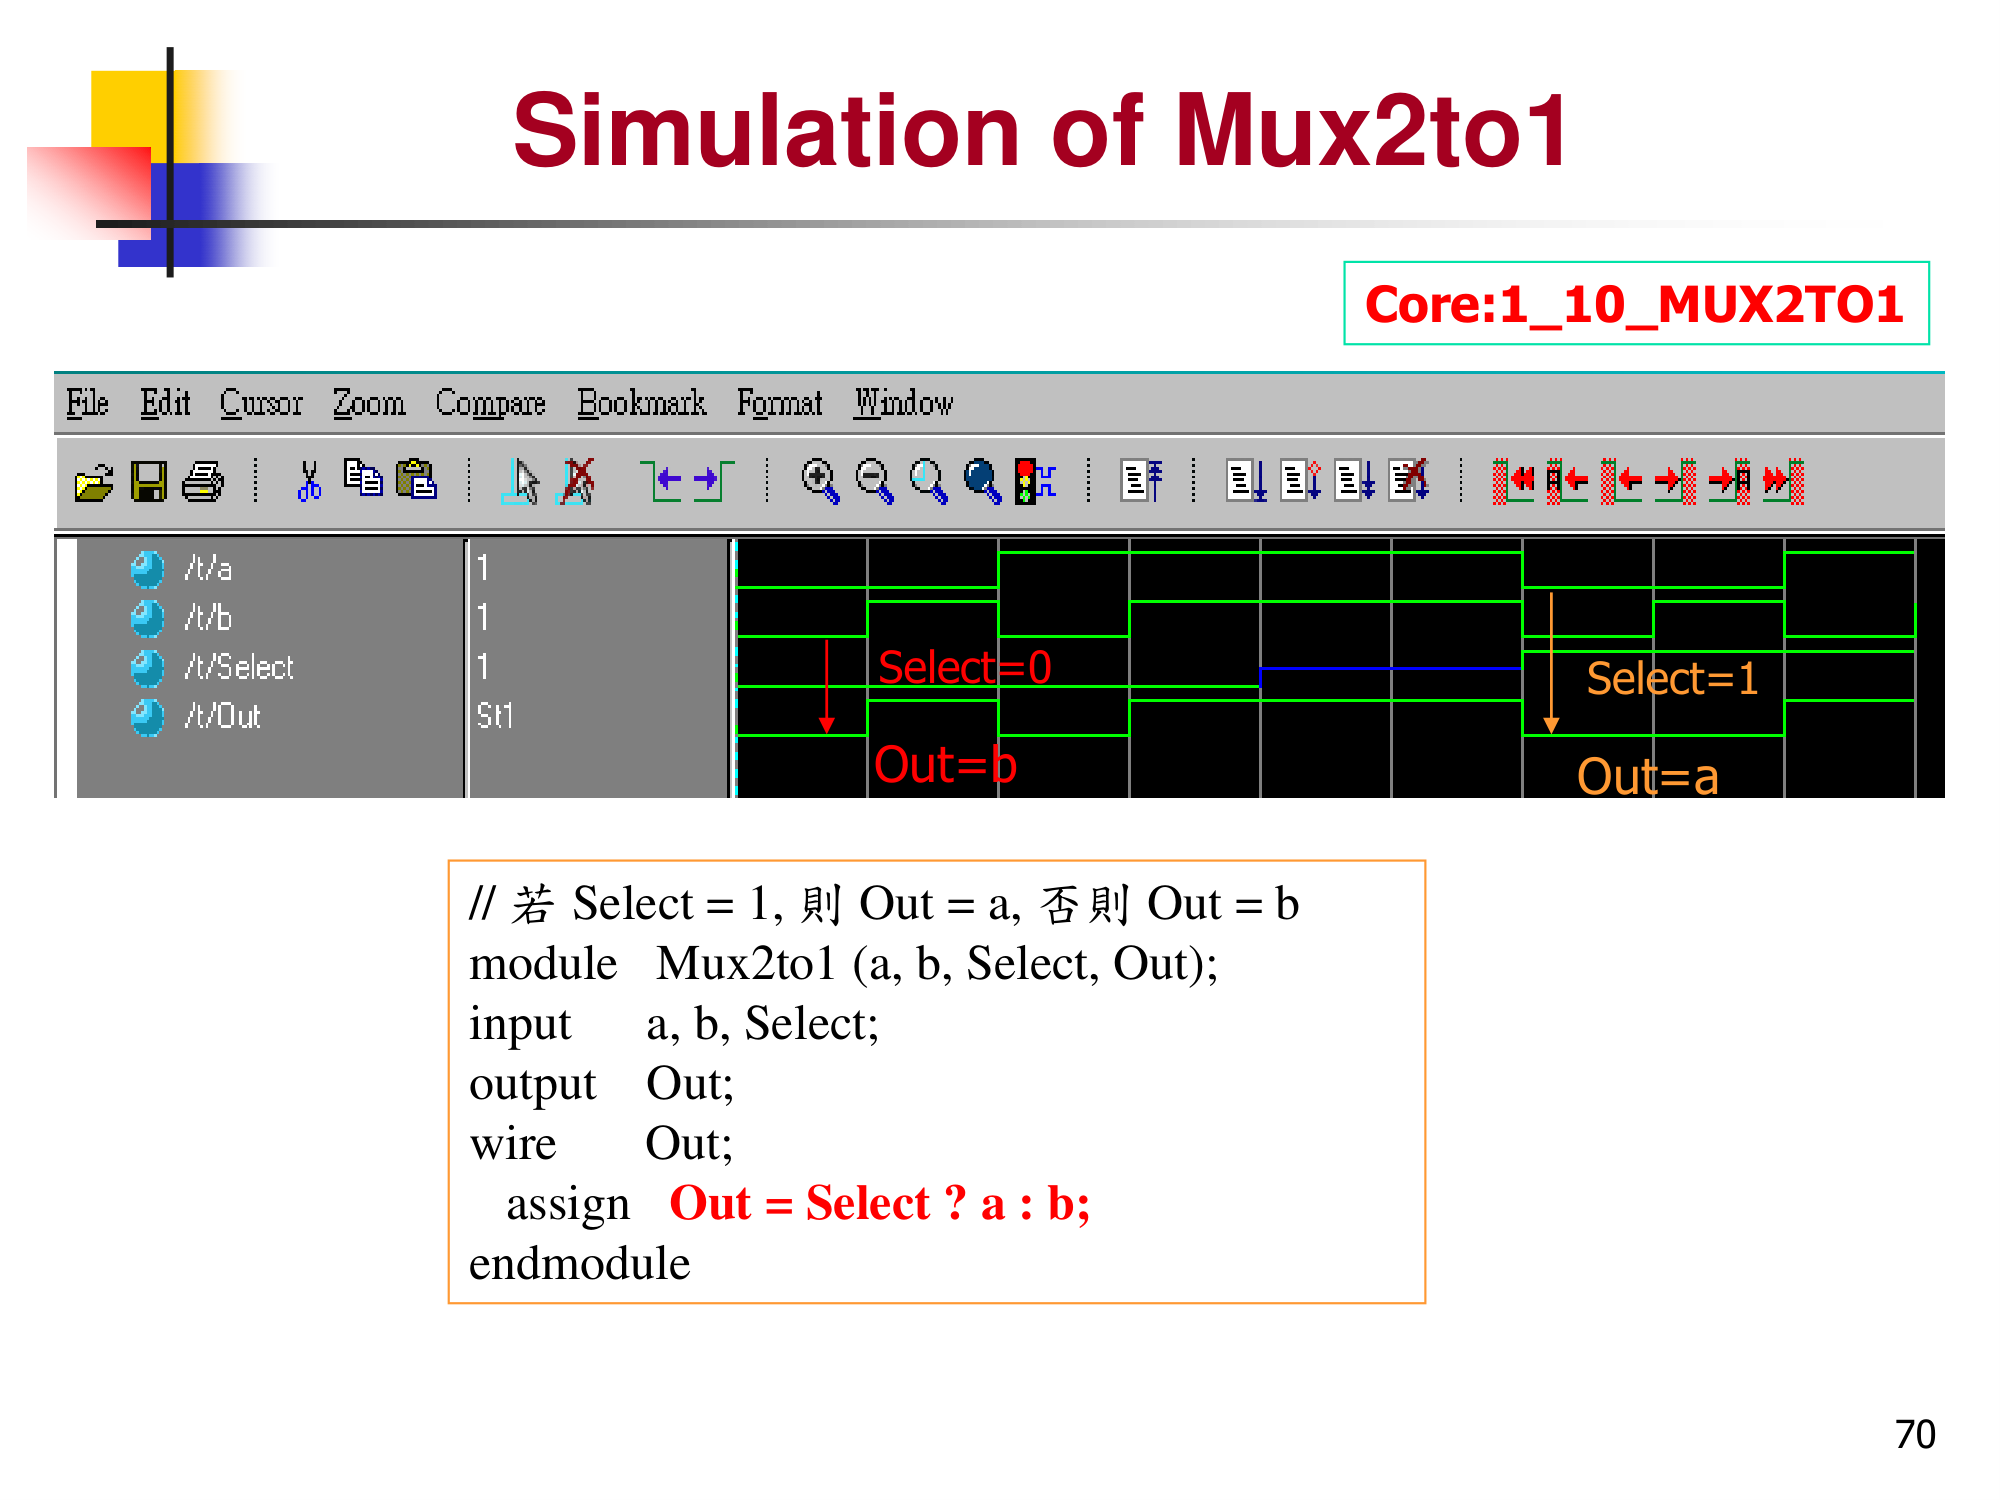 Simulation of Mux2to1
Core:1_10_MUX2TO1
File Edit Cursor Zoom Compare Bookmark Format Window
/t/a 1
/t/b 1
/t/Select 1
/t/Out St1
Select=0
Select=1
Out=b
Out=a
// 若 Select = 1, 則 Out = a, 否則 Out = b
module Mux2to1 (a, b, Select, Out);
input a, b, Select;
output Out;
wire Out;
assign Out = Select ? a : b;
endmodule
70